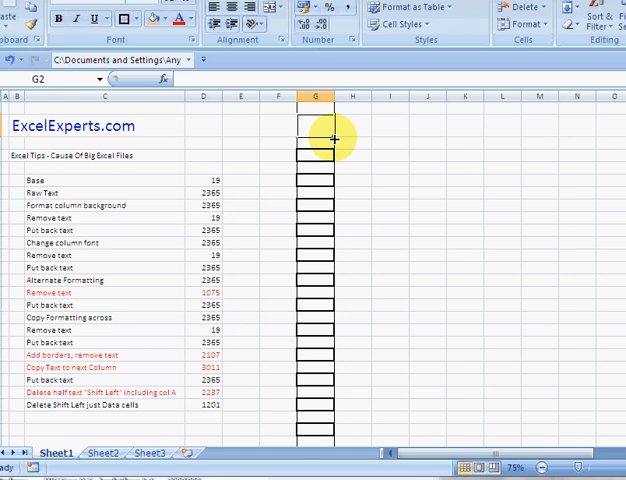 Format as Table
Delete
B I U
A
%
Cell Styles
Format
Sort &
Filter
Font
Alignment
Number
Styles
Cells
Editing
C:\Documents and Settings\Any
G2
fx
A B C D E F G H I J K L M N O
ExcelExperts.com
Excel Tips - Cause Of Big Excel Files
Base 19
Raw Text 2365
Format column background 2365
Remove text 19
Put back text 2365
Change column font 2365
Remove text 19
Put back text 2365
Alternate Formatting 2365
Remove text 1075
Put back text 2365
Copy Formatting across 2365
Remove text 19
Put back text 2365
Add borders, remove text 2107
Copy Text to next Column 3011
Put back text 2365
Delete half text "Shift Left" including col A 2237
Delete Shift Left just Data cells 1201
Sheet1 Sheet2 Sheet3
75%